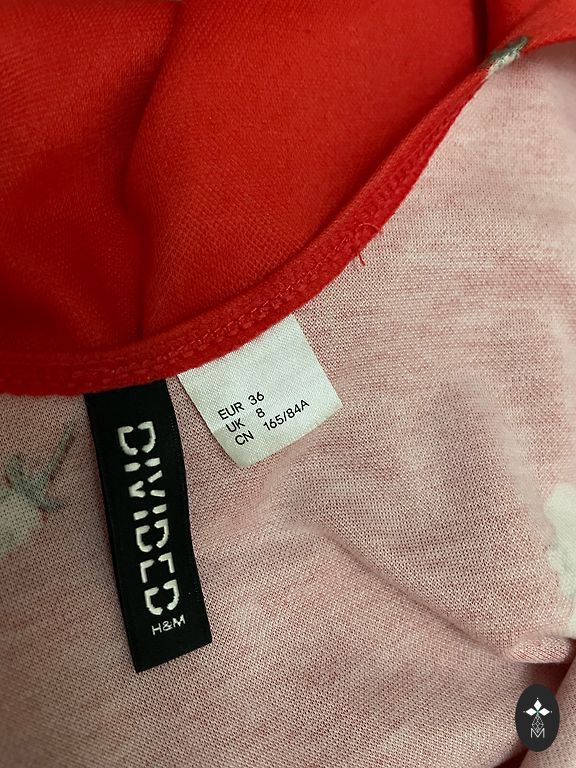 EUR 36
UK 8
CN 165/84A
DIVIDED
H&M